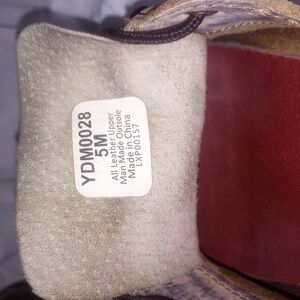 YDM0028
5M
All Leather Upper
Man Made Outsole
Made in China
LXP00157